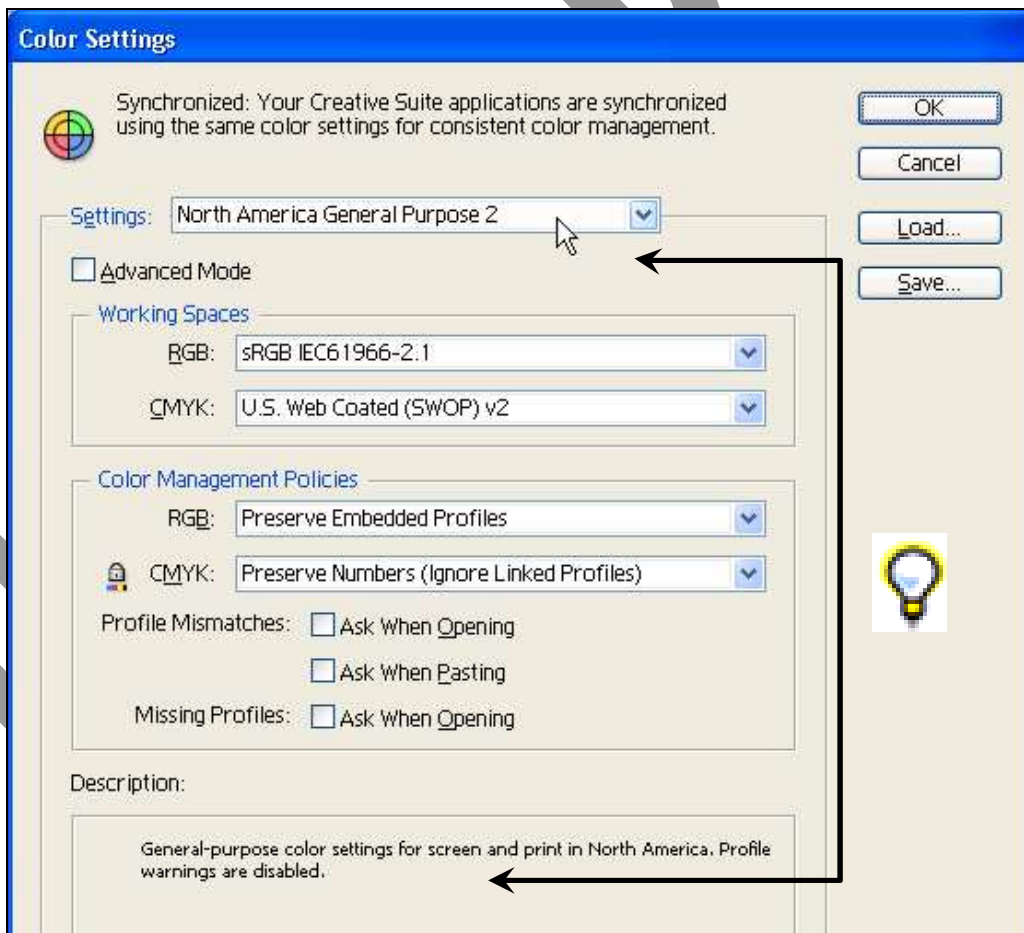 Color Settings
Synchronized: Your Creative Suite applications are synchronized
using the same color settings for consistent color management.
OK
Cancel
Load...
Save...
Settings: North America General Purpose 2
Advanced Mode
Working Spaces
RGB: sRGB IEC61966-2.1
CMYK: U.S. Web Coated (SWOP) v2
Color Management Policies
RGB: Preserve Embedded Profiles
CMYK: Preserve Numbers (Ignore Linked Profiles)
Profile Mismatches: Ask When Opening
Ask When Pasting
Missing Profiles: Ask When Opening
Description:
General-purpose color settings for screen and print in North America. Profile
warnings are disabled.